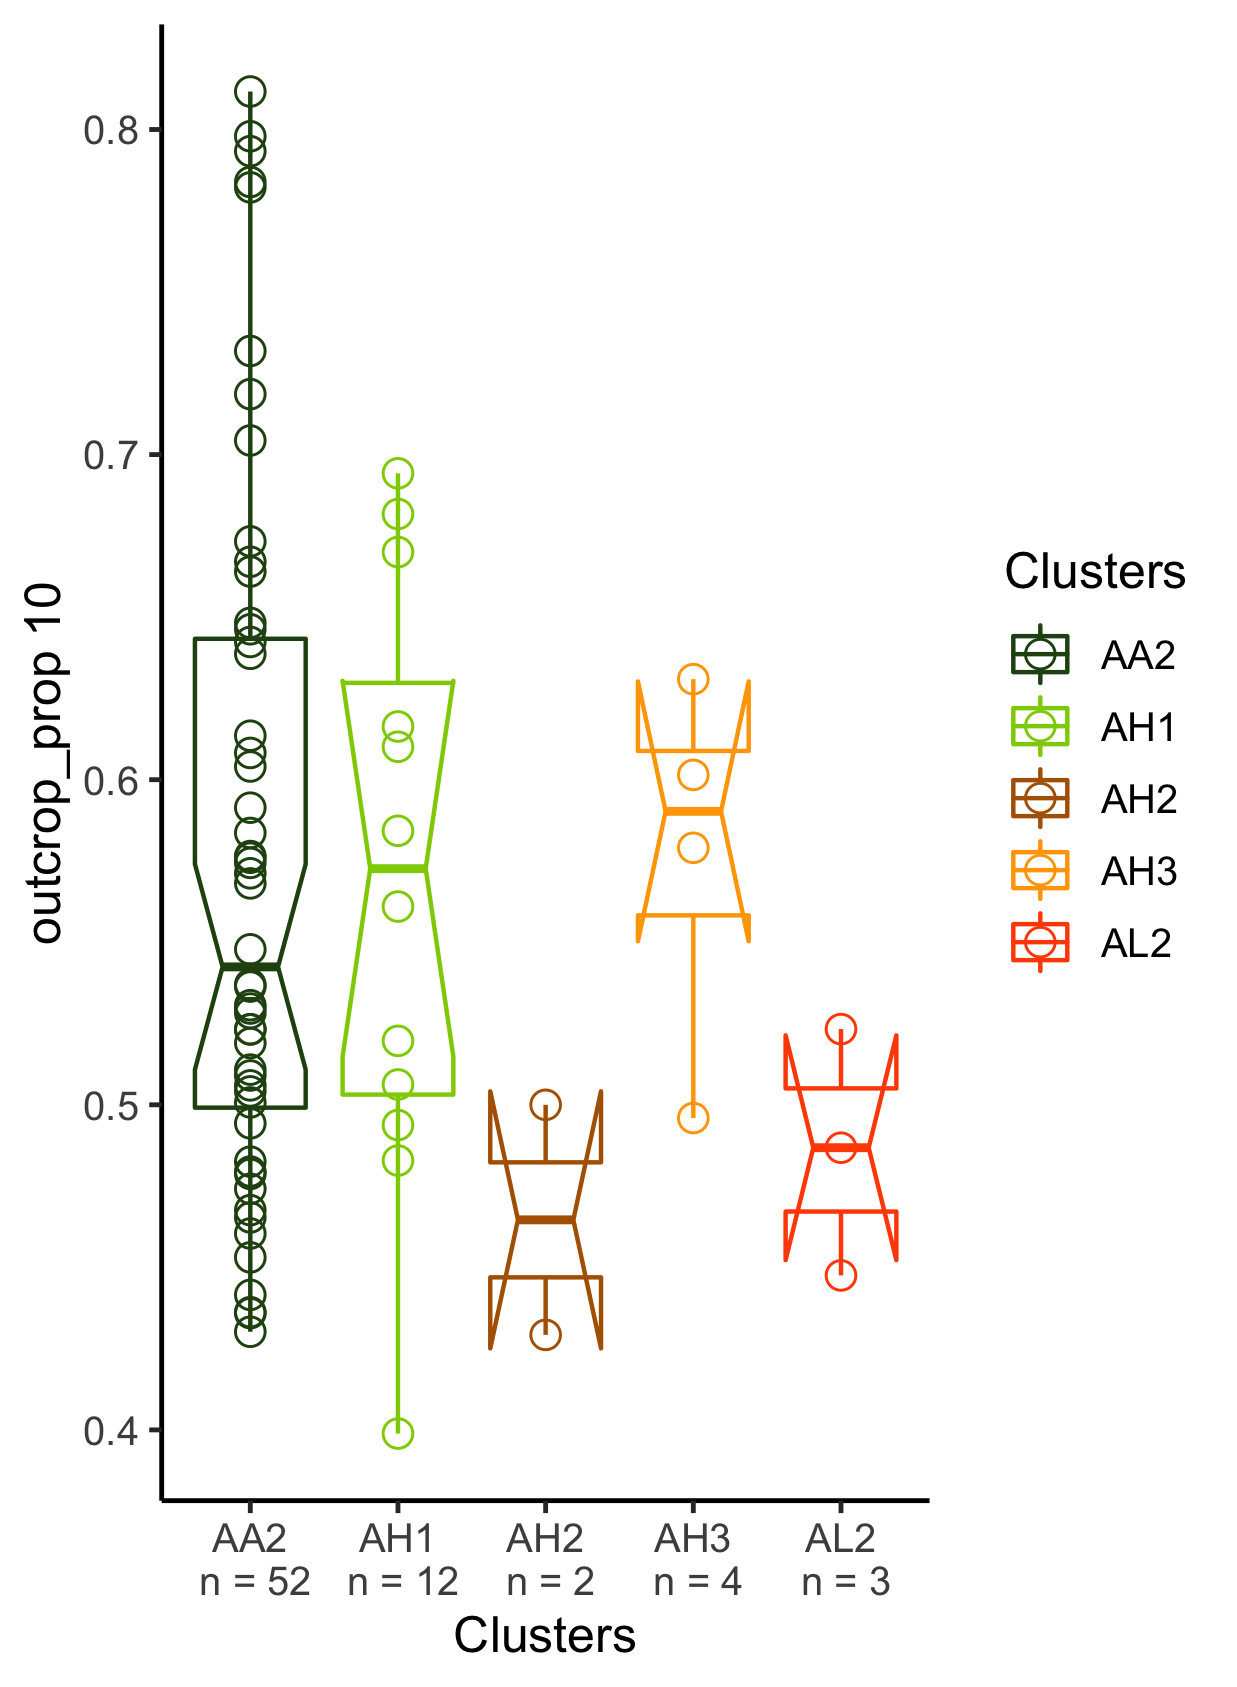 outcrop_prop 10
0.8
0.7
0.6
0.5
0.4
AA2
n = 52
AH1
n = 12
AH2
n = 2
AH3
n = 4
AL2
n = 3
Clusters
Clusters
AA2
AH1
AH2
AH3
AL2